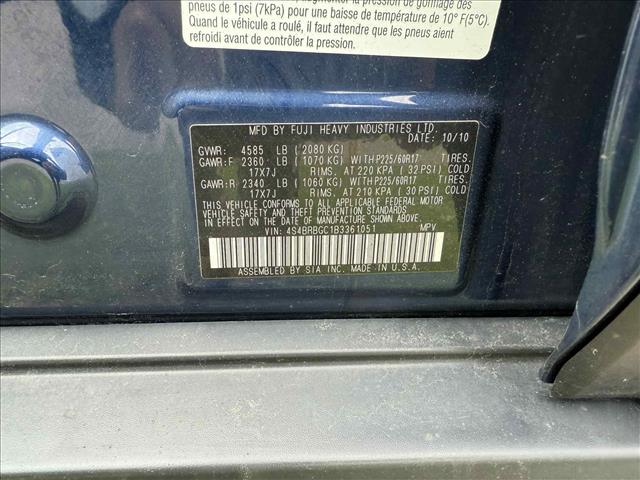 pression de gonflage des
pneus de 1psi (7kPa) pour une baisse de température de 10° F(5°C).
Quand le véhicule a roulé, il faut attendre que les pneus aient
refroidi avant de contrôler la pression.
MFD BY FUJI HEAVY INDUSTRIES LTD.
DATE: 10/10
GVWR: 4585 LB (2080 KG)
GAWR:F 2360 LB (1070 KG) WITH P225/60R17 TIRES.
17X7J RIMS. AT 220 KPA (32 PSI) COLD
GAWR:R 2340 LB (1060 KG) WITH P225/60R17 TIRES.
17X7J RIMS. AT 210 KPA (30 PSI) COLD
THIS VEHICLE CONFORMS TO ALL APPLICABLE FEDERAL MOTOR
VEHICLE SAFETY AND THEFT PREVENTION STANDARDS
IN EFFECT ON THE DATE OF MANUFACTURE SHOWN ABOVE.
VIN: 4S4BRBGC1B3361051 MPV
ASSEMBLED BY SIA INC. MADE IN U.S.A.